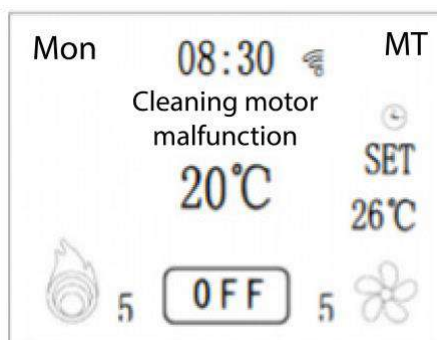 Mon 08:30 MT
Cleaning motor
malfunction
SET
20℃
26℃
5 OFF 5